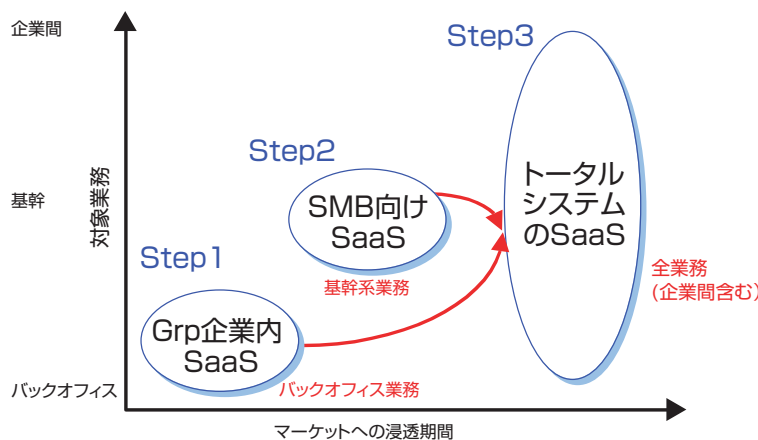 企業間
Step3
Step2
トータル
システム
のSaaS
基幹
対象業務
SMB向け
SaaS
Step1
基幹系業務
全業務
(企業間含む)
Grp企業内
SaaS
バックオフィス
バックオフィス業務
マーケットへの浸透期間